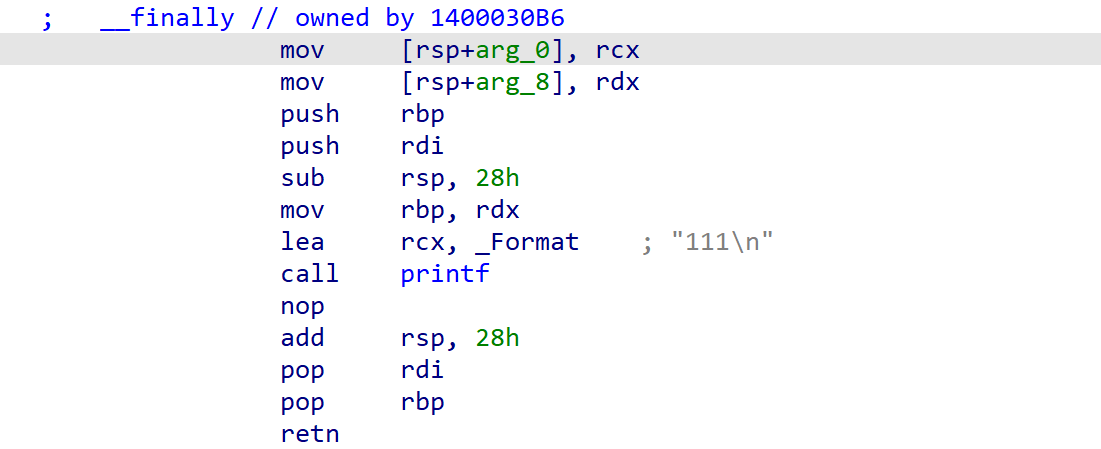 ;   __finally // owned by 1400030B6
mov     [rsp+arg_0], rcx
mov     [rsp+arg_8], rdx
push    rbp
push    rdi
sub     rsp, 28h
mov     rbp, rdx
lea     rcx, _Format    ; "111\n"
call    printf
nop
add     rsp, 28h
pop     rdi
pop     rbp
retn